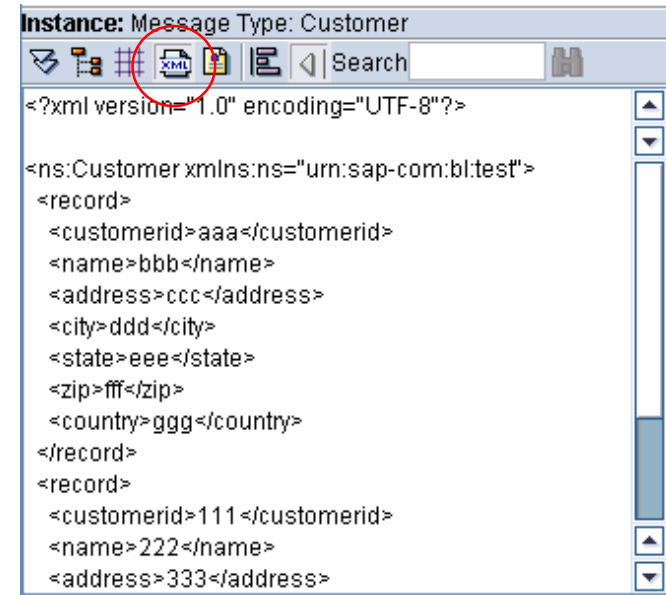 Instance: Message Type: Customer
XML Search
<?xml version="1.0" encoding="UTF-8"?>
<ns:Customer xmlns:ns="urn:sap-com:bl:test">
<record>
<customerid>aaa</customerid>
<name>bbb</name>
<address>ccc</address>
<city>ddd</city>
<state>eee</state>
<zip>fff</zip>
<country>ggg</country>
</record>
<record>
<customerid>111</customerid>
<name>222</name>
<address>333</address>